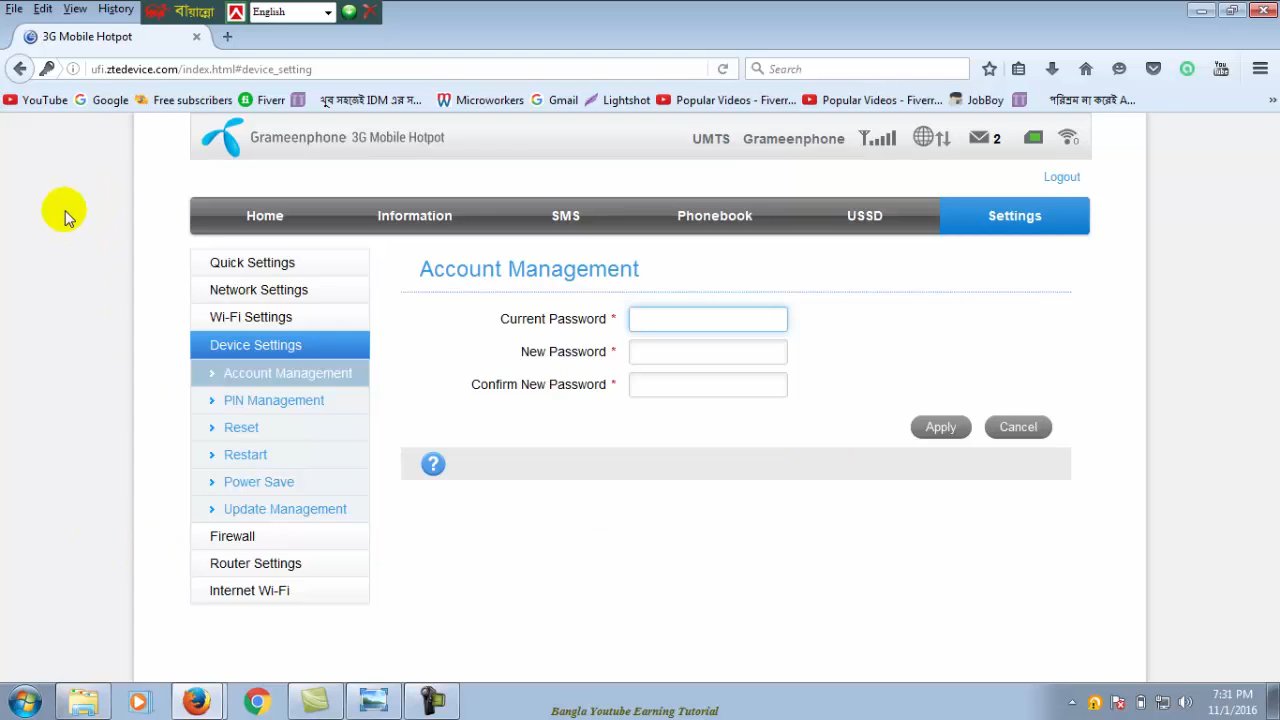 File Edit View History বায়ান্নো English
3G Mobile Hotpot
ufi.ztedevice.com/index.html#device_setting Search
YouTube Google Free subscribers Fiverr খুব সহজেই IDM এর স... Microworkers Gmail Lightshot Popular Videos - Fiverr... Popular Videos - Fiverr... JobBoy পরিশ্রম না করেই A... »
Grameenphone 3G Mobile Hotpot UMTS Grameenphone 2 0
Logout
Home Information SMS Phonebook USSD Settings
Quick Settings
Network Settings
Wi-Fi Settings
Device Settings
Account Management
PIN Management
Reset
Restart
Power Save
Update Management
Firewall
Router Settings
Internet Wi-Fi
Account Management
Current Password *
New Password *
Confirm New Password *
Apply Cancel
?
7:31 PM
11/1/2016
Bangla Youtube Earning Tutorial